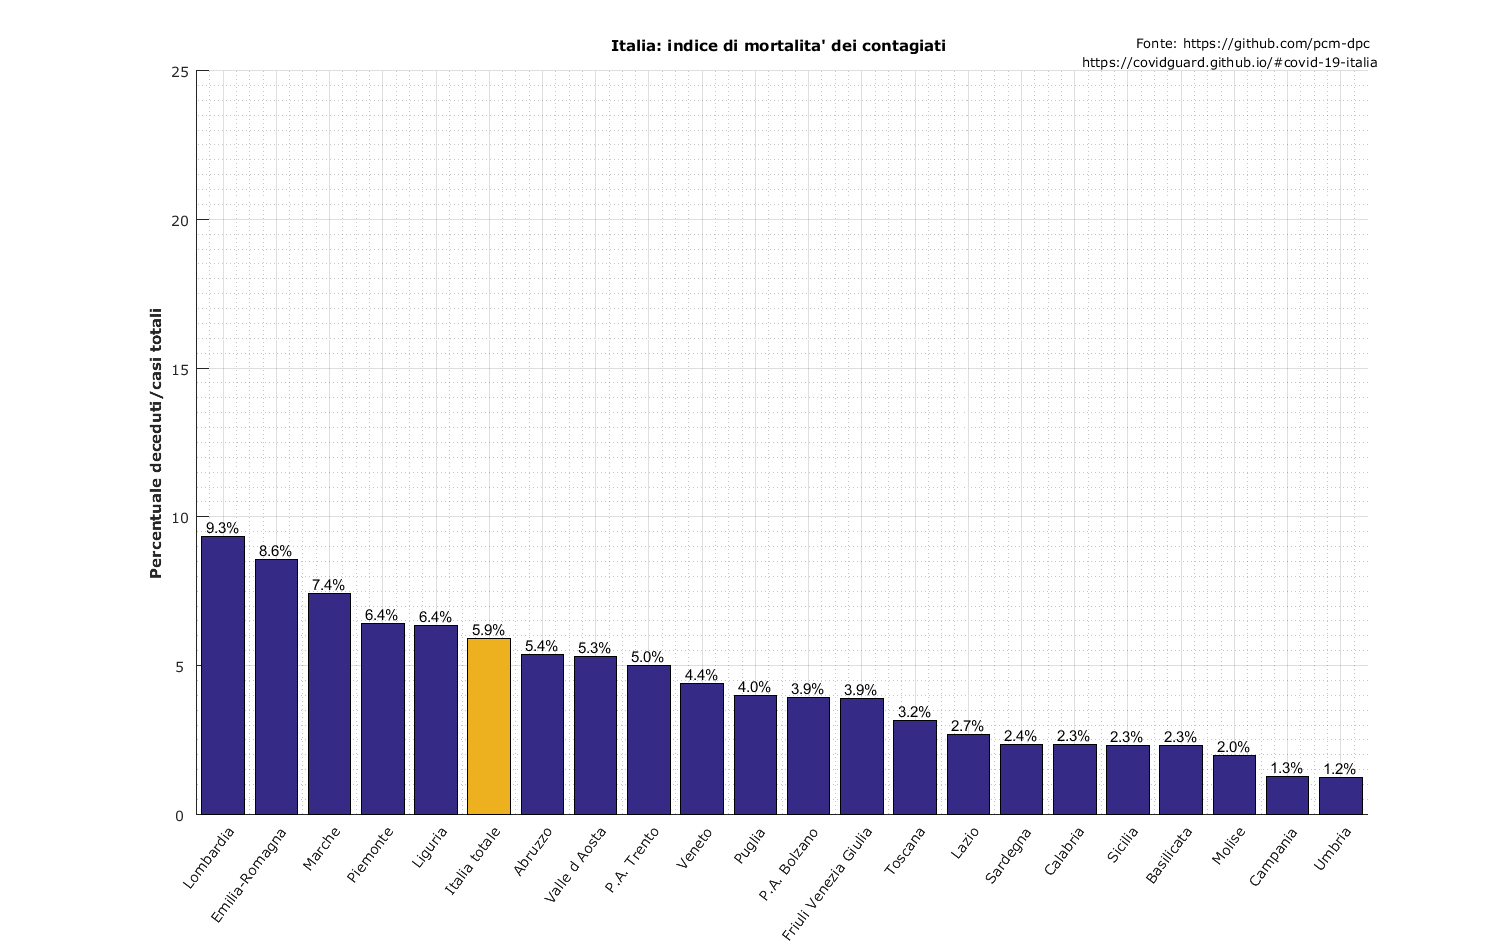 Italia: indice di mortalita' dei contagiati
Fonte: https://github.com/pcm-dpc
https://covidguard.github.io/#covid-19-italia
Percentuale deceduti/casi totali
25
20
15
10
5
0
9.3%
8.6%
7.4%
6.4%
6.4%
5.9%
5.4%
5.3%
5.0%
4.4%
4.0%
3.9%
3.9%
3.2%
2.7%
2.4%
2.3%
2.3%
2.3%
2.0%
1.3%
1.2%
Lombardia
Emilia-Romagna
Marche
Piemonte
Liguria
Italia totale
Abruzzo
Valle d Aosta
P.A. Trento
Veneto
Puglia
P.A. Bolzano
Friuli Venezia Giulia
Toscana
Lazio
Sardegna
Calabria
Sicilia
Basilicata
Molise
Campania
Umbria